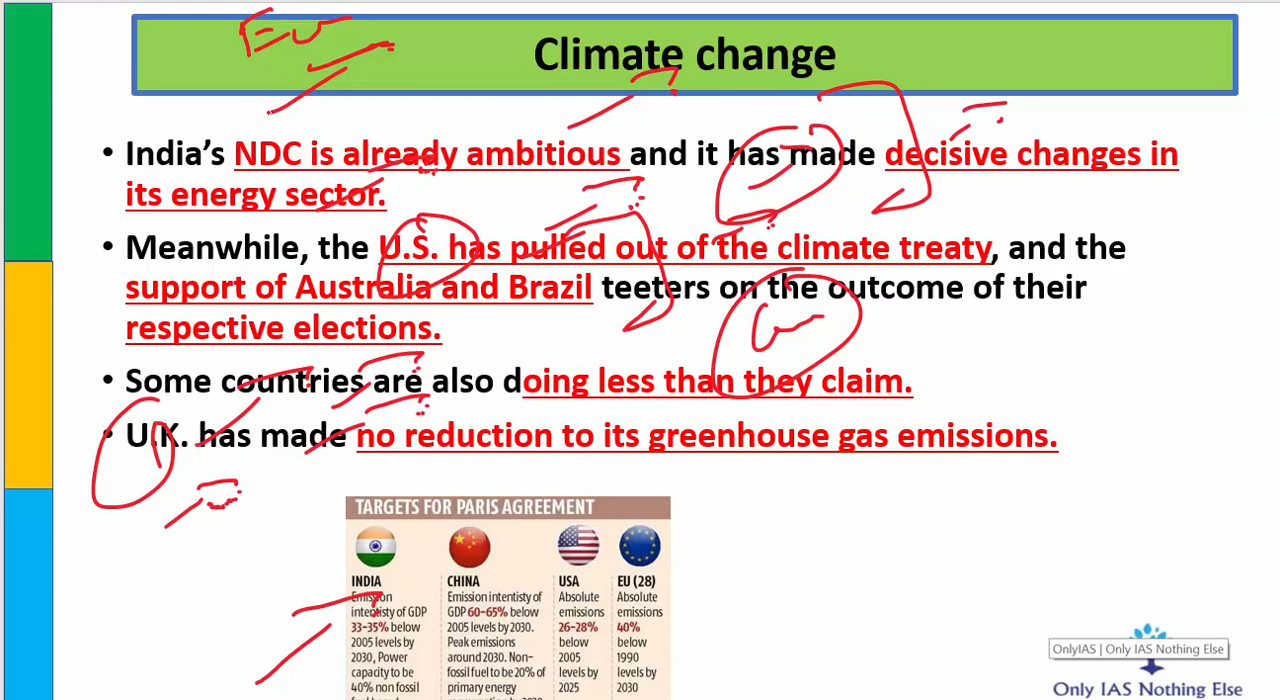 Eu
Climate change
• India's NDC is already ambitious and it has made decisive changes in
its energy sector.
• Meanwhile, the U.S. has pulled out of the climate treaty, and the
support of Australia and Brazil teeters on the outcome of their
respective elections.
• Some countries are also doing less than they claim.
• U.K. has made no reduction to its greenhouse gas emissions.
TARGETS FOR PARIS AGREEMENT
INDIA
Emission
intentisty of GDP
33-35% below
2005 levels by
2030, Power
capacity to be
40% non fossil
CHINA
Emission intentisty of
GDP 60-65% below
2005 levels by 2030.
Peak emissions
around 2030. Non-
fossil fuel to be 20% of
primary energy
USA
Absolute
emissions
26-28%
below
2005
levels by
2025
EU (28)
Absolute
emissions
40%
below
1990
levels by
2030
OnlyIAS | Only IAS Nothing Else
Only IAS Nothing Else